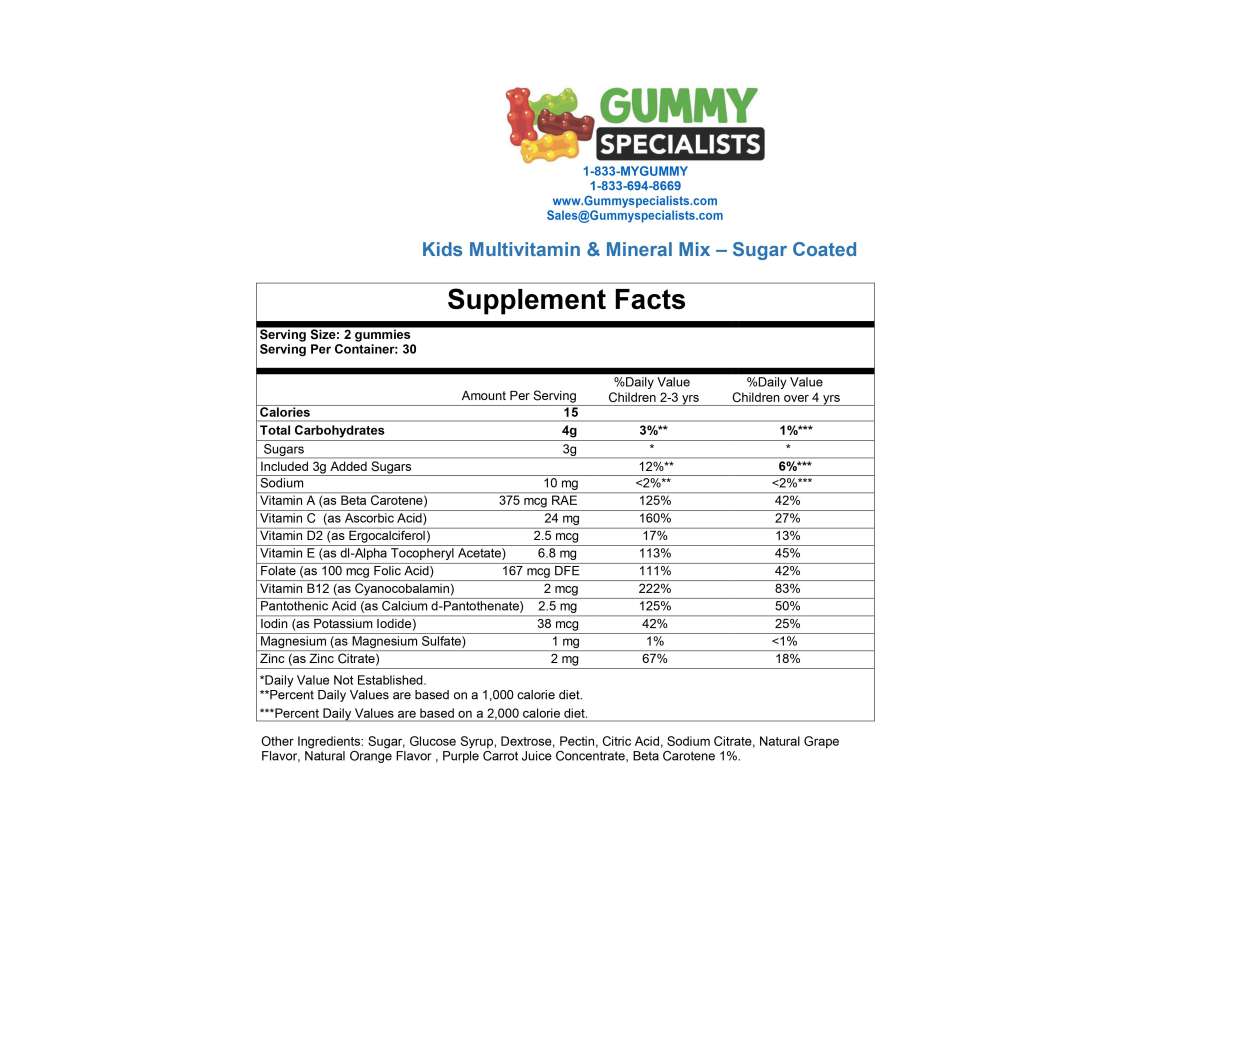 GUMMY
SPECIALISTS
1-833-MYGUMMY
1-833-694-8669
www.Gummyspecialists.com
Sales@Gummyspecialists.com
Kids Multivitamin & Mineral Mix – Sugar Coated
Supplement Facts
Serving Size: 2 gummies
Serving Per Container: 30
Amount Per Serving %Daily Value Children 2-3 yrs %Daily Value Children over 4 yrs
Calories 15
Total Carbohydrates 4g 3%** 1%***
Sugars 3g * *
Included 3g Added Sugars 12%** 6%***
Sodium 10 mg <2%** <2%***
Vitamin A (as Beta Carotene) 375 mcg RAE 125% 42%
Vitamin C (as Ascorbic Acid) 24 mg 160% 27%
Vitamin D2 (as Ergocalciferol) 2.5 mcg 17% 13%
Vitamin E (as dl-Alpha Tocopheryl Acetate) 6.8 mg 113% 45%
Folate (as 100 mcg Folic Acid) 167 mcg DFE 111% 42%
Vitamin B12 (as Cyanocobalamin) 2 mcg 222% 83%
Pantothenic Acid (as Calcium d-Pantothenate) 2.5 mg 125% 50%
Iodin (as Potassium Iodide) 38 mcg 42% 25%
Magnesium (as Magnesium Sulfate) 1 mg 1% <1%
Zinc (as Zinc Citrate) 2 mg 67% 18%
*Daily Value Not Established.
**Percent Daily Values are based on a 1,000 calorie diet.
***Percent Daily Values are based on a 2,000 calorie diet.
Other Ingredients: Sugar, Glucose Syrup, Dextrose, Pectin, Citric Acid, Sodium Citrate, Natural Grape
Flavor, Natural Orange Flavor , Purple Carrot Juice Concentrate, Beta Carotene 1%.